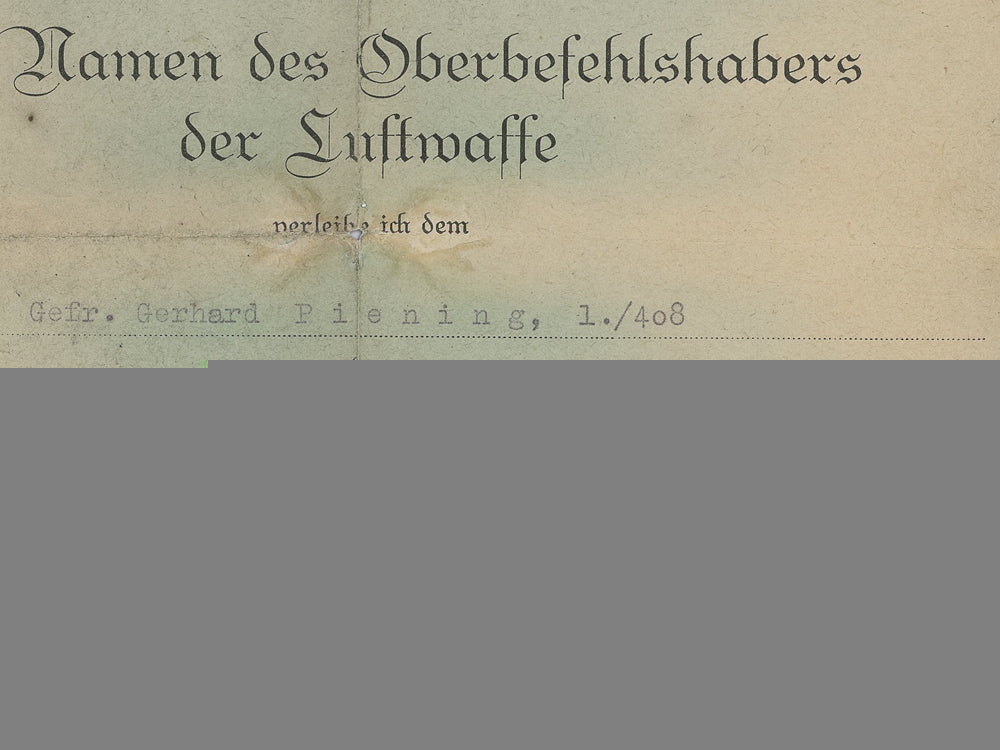 Namen des Oberbefehlshabers
der Luftwaffe
verleihe ich dem
Gefr. Gerhard Piening, 1./408